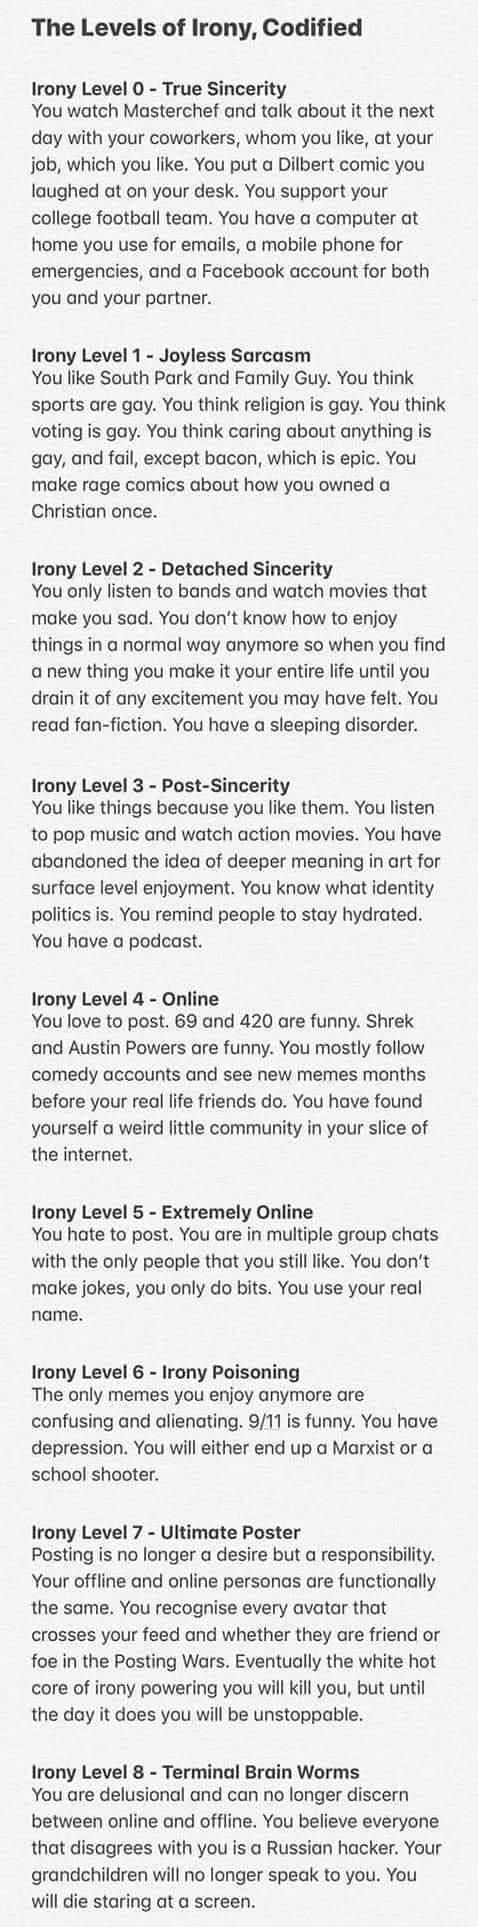 The Levels of Irony, Codified
Irony Level 0 - True Sincerity
You watch Masterchef and talk about it the next
day with your coworkers, whom you like, at your
job, which you like. You put a Dilbert comic you
laughed at on your desk. You support your
college football team. You have a computer at
home you use for emails, a mobile phone for
emergencies, and a Facebook account for both
you and your partner.
Irony Level 1 - Joyless Sarcasm
You like South Park and Family Guy. You think
sports are gay. You think religion is gay. You think
voting is gay. You think caring about anything is
gay, and fail, except bacon, which is epic. You
make rage comics about how you owned a
Christian once.
Irony Level 2 - Detached Sincerity
You only listen to bands and watch movies that
make you sad. You don't know how to enjoy
things in a normal way anymore so when you find
a new thing you make it your entire life until you
drain it of any excitement you may have felt. You
read fan-fiction. You have a sleeping disorder.
Irony Level 3 - Post-Sincerity
You like things because you like them. You listen
to pop music and watch action movies. You have
abandoned the idea of deeper meaning in art for
surface level enjoyment. You know what identity
politics is. You remind people to stay hydrated.
You have a podcast.
Irony Level 4 - Online
You love to post. 69 and 420 are funny. Shrek
and Austin Powers are funny. You mostly follow
comedy accounts and see new memes months
before your real life friends do. You have found
yourself a weird little community in your slice of
the internet.
Irony Level 5 - Extremely Online
You hate to post. You are in multiple group chats
with the only people that you still like. You don't
make jokes, you only do bits. You use your real
name.
Irony Level 6 - Irony Poisoning
The only memes you enjoy anymore are
confusing and alienating. 9/11 is funny. You have
depression. You will either end up a Marxist or a
school shooter.
Irony Level 7 - Ultimate Poster
Posting is no longer a desire but a responsibility.
Your offline and online personas are functionally
the same. You recognise every avatar that
crosses your feed and whether they are friend or
foe in the Posting Wars. Eventually the white hot
core of irony powering you will kill you, but until
the day it does you will be unstoppable.
Irony Level 8 - Terminal Brain Worms
You are delusional and can no longer discern
between online and offline. You believe everyone
that disagrees with you is a Russian hacker. Your
grandchildren will no longer speak to you. You
will die staring at a screen.